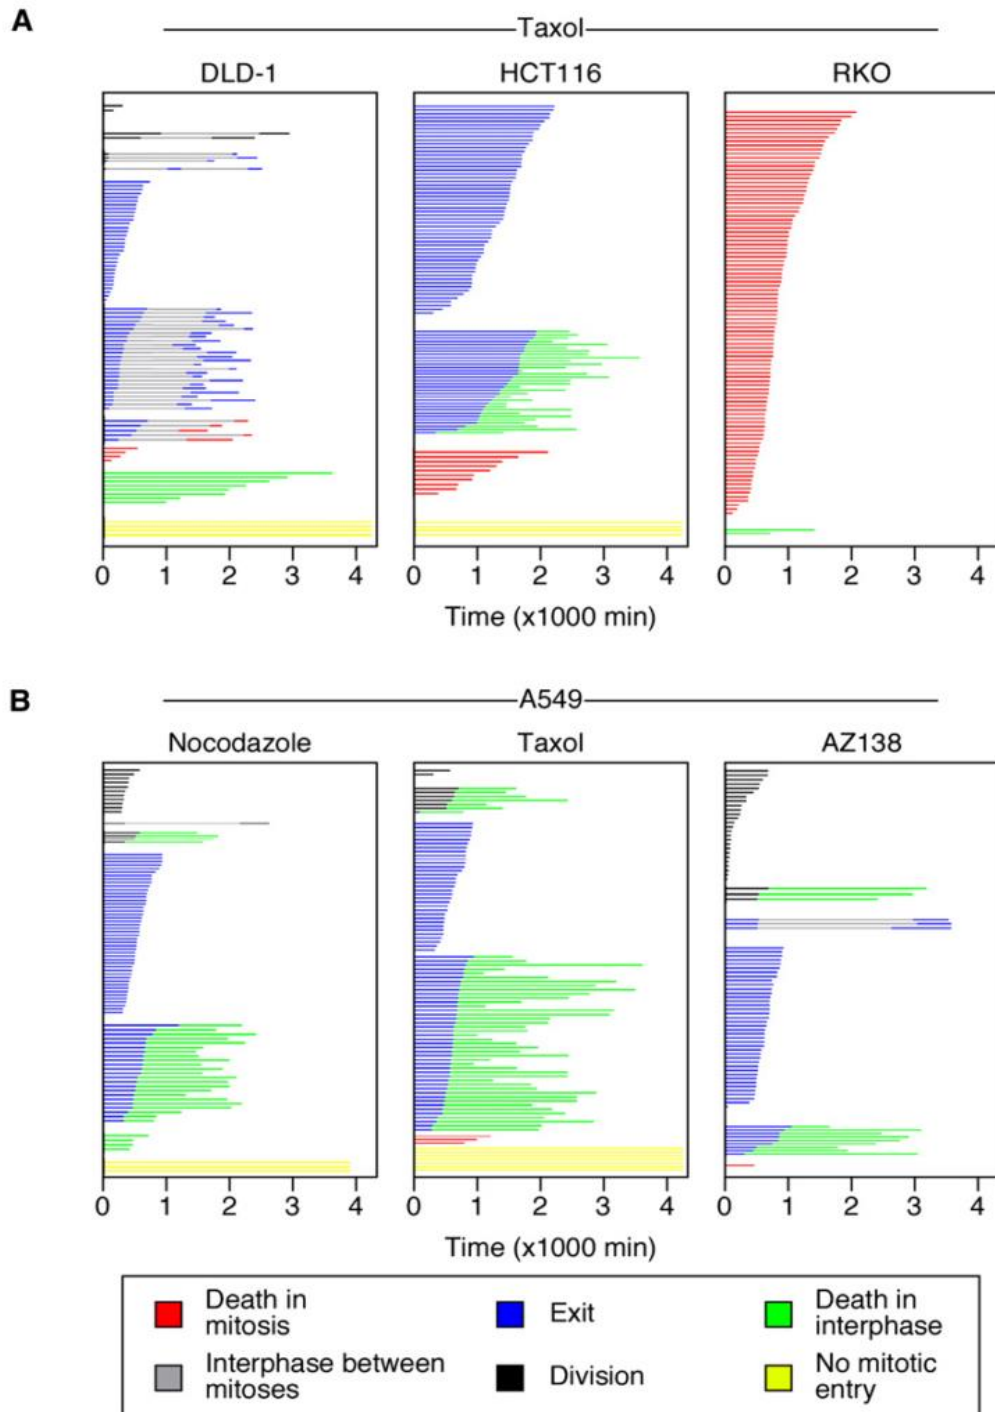 A
Taxol
DLD-1 HCT116 RKO
0 1 2 3 4 0 1 2 3 4 0 1 2 3 4
Time (x1000 min)
B
A549
Nocodazole Taxol AZ138
0 1 2 3 4 0 1 2 3 4 0 1 2 3 4
Time (x1000 min)
Death in
mitosis
Exit
Death in
interphase
Interphase between
mitoses
Division
No mitotic
entry